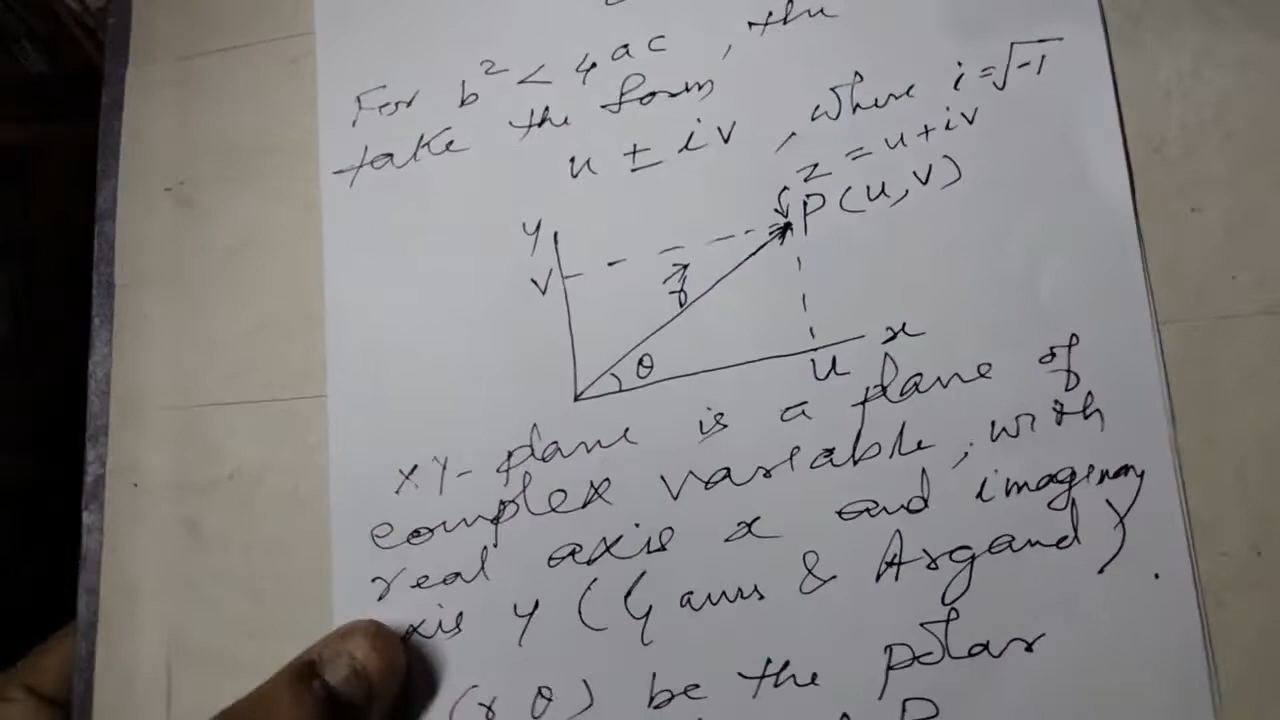 For b² < 4ac, the
take the form
u ± iv, where i = √-1
z = u + iv
P(u,v)
y
v
r⃗
θ
u
x
XY-plane is a plane of
complex variable, with
real axis x and imaginary
axis y (Gauss & Argand).
(r θ) be the polar
P